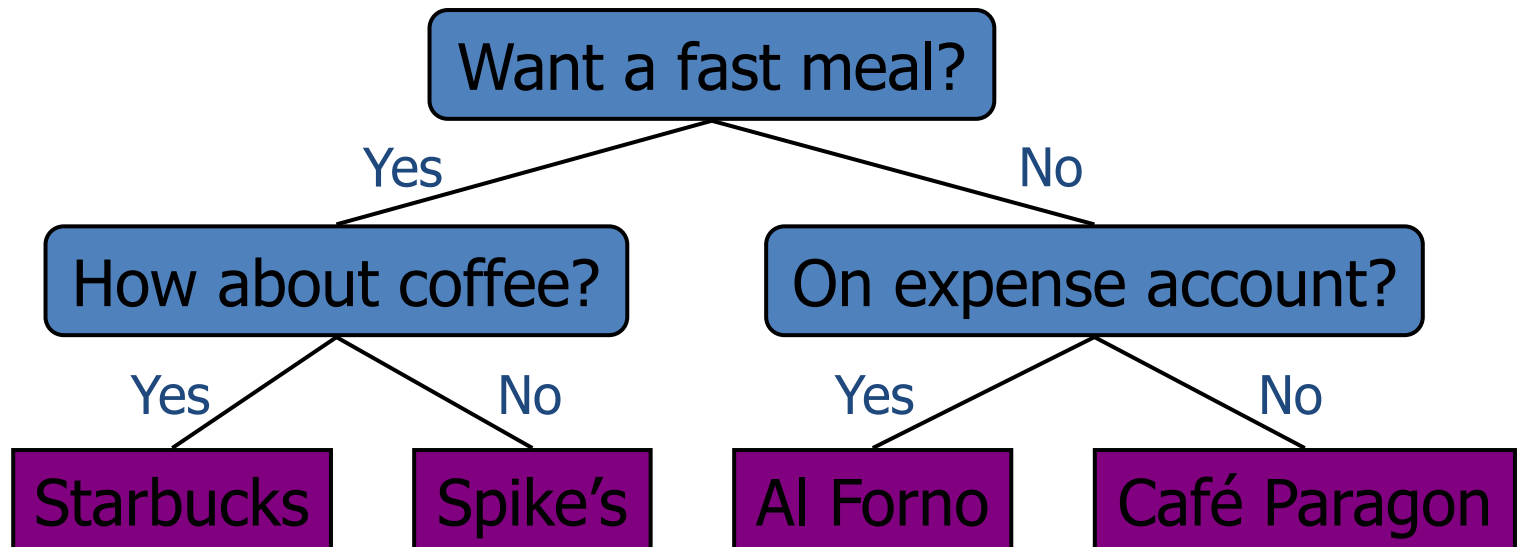 Want a fast meal?
Yes
No
How about coffee?
On expense account?
Yes
No
Yes
No
Starbucks
Spike’s
Al Forno
Café Paragon